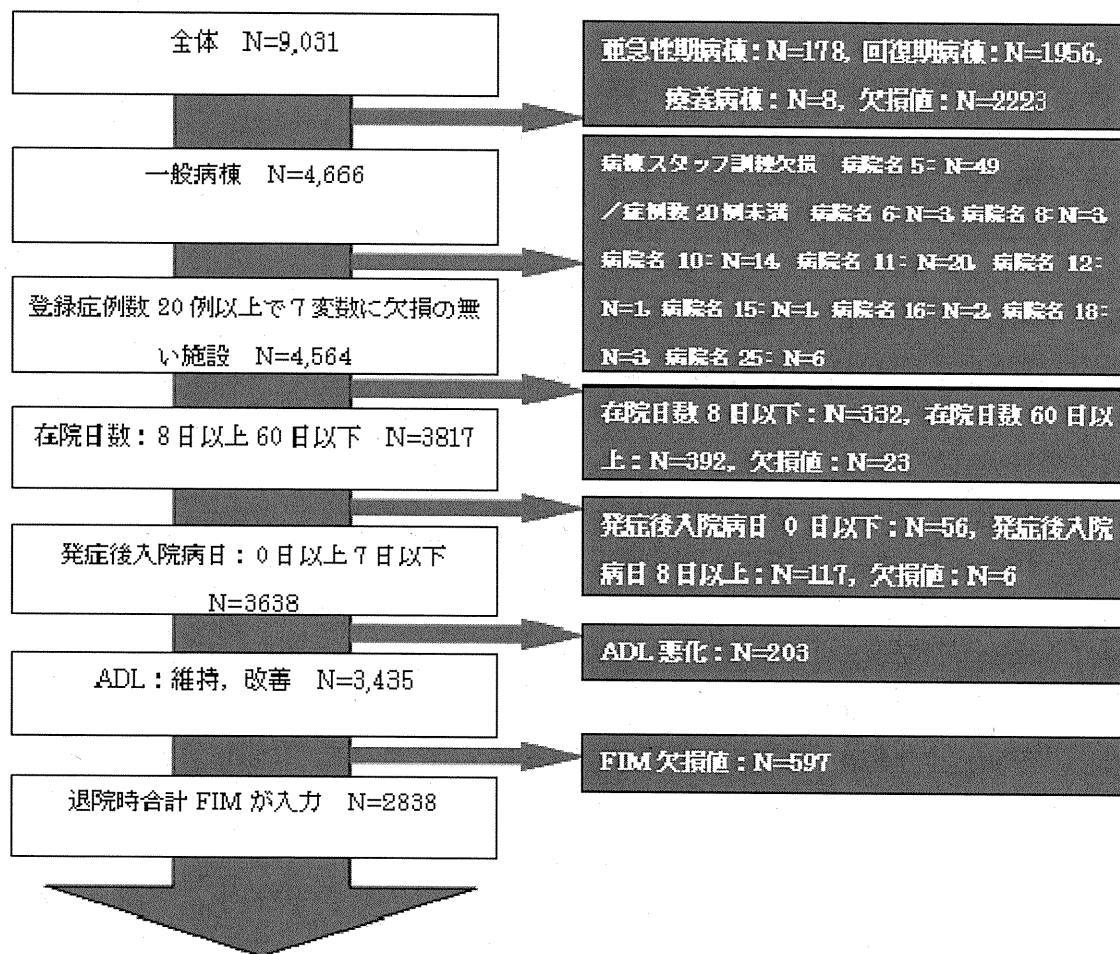 全体 N=9,031
亜急性期病棟：N=178, 回復期病棟：N=1956,
療養病棟：N=8, 欠損値：N=2223
一般病棟 N=4,666
病棟スタッフ訓練欠損 病院名 5: N=49
／症例数 20 例未満 病院名 6: N=3, 病院名 8: N=3,
病院名 10: N=14, 病院名 11: N=20, 病院名 12:
N=1, 病院名 15: N=1, 病院名 16: N=2, 病院名 18:
N=3, 病院名 25: N=6
登録症例数 20 例以上で 7 変数に欠損の無
い施設 N=4,564
在院日数 8 日以下：N=332, 在院日数 60 日以
上：N=392, 欠損値：N=23
在院日数：8 日以上 60 日以下 N=3817
発症後入院病日 0 日以下：N=56, 発症後入院
病日 8 日以上：N=117, 欠損値：N=6
発症後入院病日：0 日以上 7 日以下
N=3638
ADL 悪化：N=203
ADL：維持，改善 N=3,435
FIM 欠損値：N=597
退院時合計 FIM が入力 N=2838